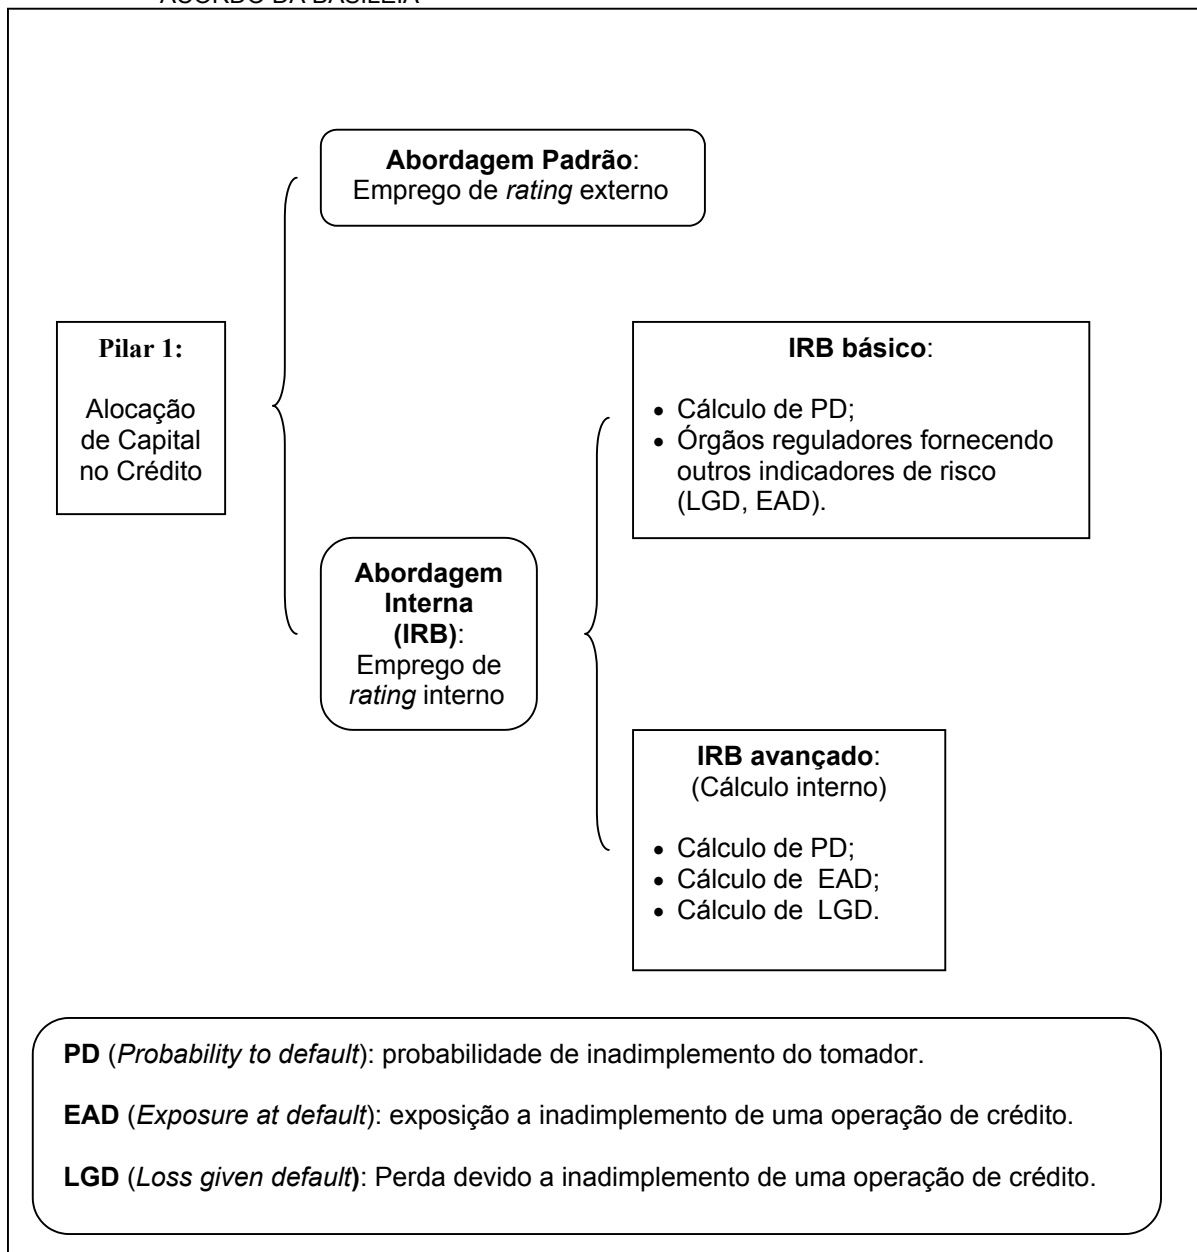 ACORDO DA BASILÉIA
Abordagem Padrão:
Emprego de rating externo
Pilar 1:
Alocação
de Capital
no Crédito
IRB básico:
• Cálculo de PD;
• Órgãos reguladores fornecendo
outros indicadores de risco
(LGD, EAD).
Abordagem
Interna
(IRB):
Emprego de
rating interno
IRB avançado:
(Cálculo interno)
• Cálculo de PD;
• Cálculo de EAD;
• Cálculo de LGD.
PD (Probability to default): probabilidade de inadimplemento do tomador.
EAD (Exposure at default): exposição a inadimplemento de uma operação de crédito.
LGD (Loss given default): Perda devido a inadimplemento de uma operação de crédito.